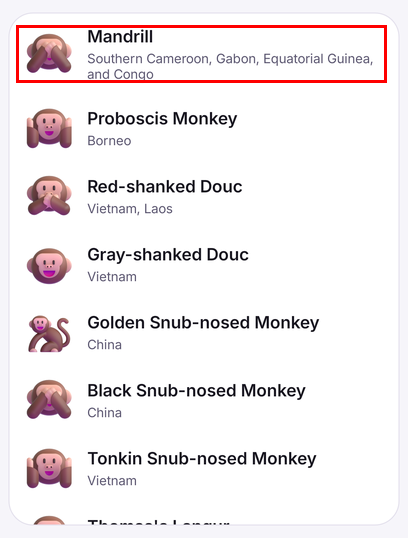 Mandrill
Southern Cameroon, Gabon, Equatorial Guinea,
and Congo
Proboscis Monkey
Borneo
Red-shanked Douc
Vietnam, Laos
Gray-shanked Douc
Vietnam
Golden Snub-nosed Monkey
China
Black Snub-nosed Monkey
China
Tonkin Snub-nosed Monkey
Vietnam